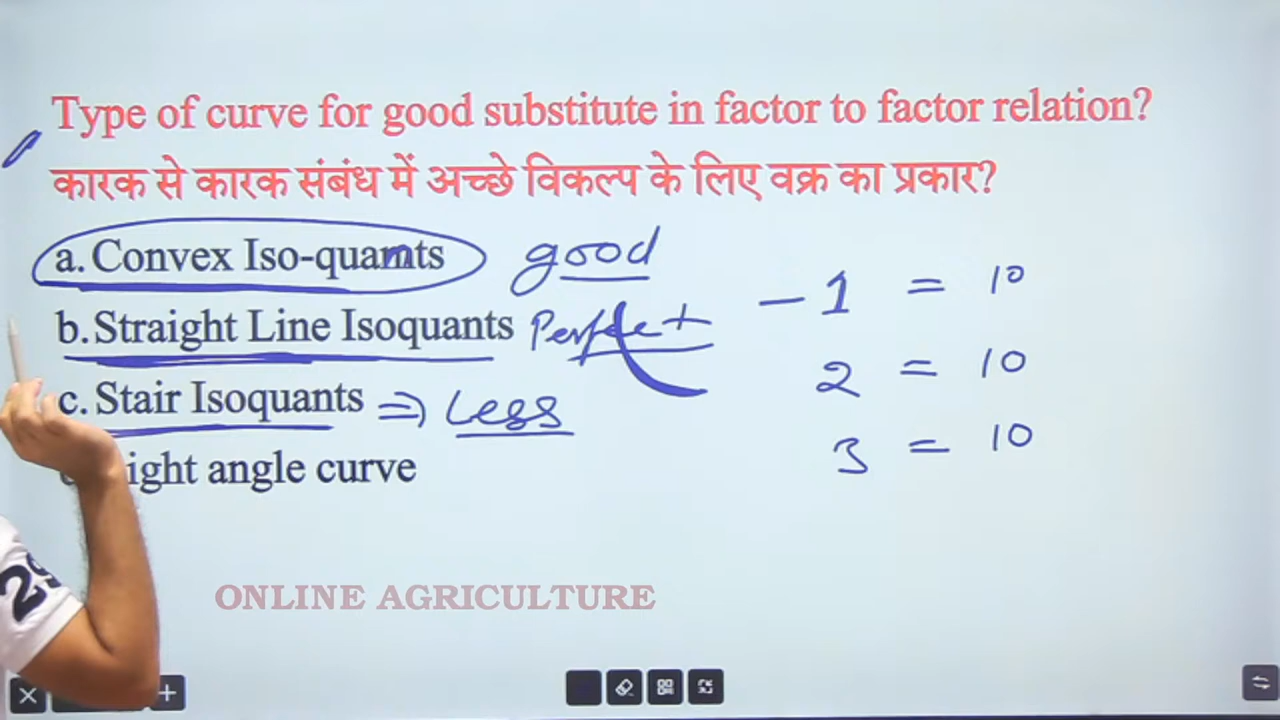 Type of curve for good substitute in factor to factor relation?
कारक से कारक संबंध में अच्छे विकल्प के लिए वक्र का प्रकार?
a. Convex Iso-quants good
b. Straight Line Isoquants Perfect
c. Stair Isoquants ⇒ Less
ight angle curve
– 1 = 10
2 = 10
3 = 10
29
ONLINE AGRICULTURE